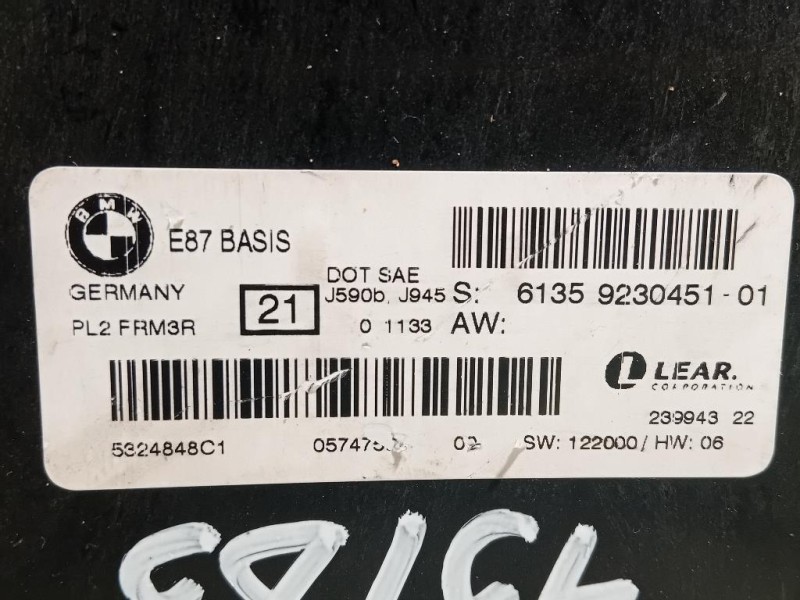 BMW
E87 BASIS
GERMANY
PL2 FRM3R
21
DOT SAE
J590b, J945
0 1133
S: 6135 9230451-01
AW:
LEAR.
CORPORATION
239943 22
5324848C1
SW: 122000/ HW: 06